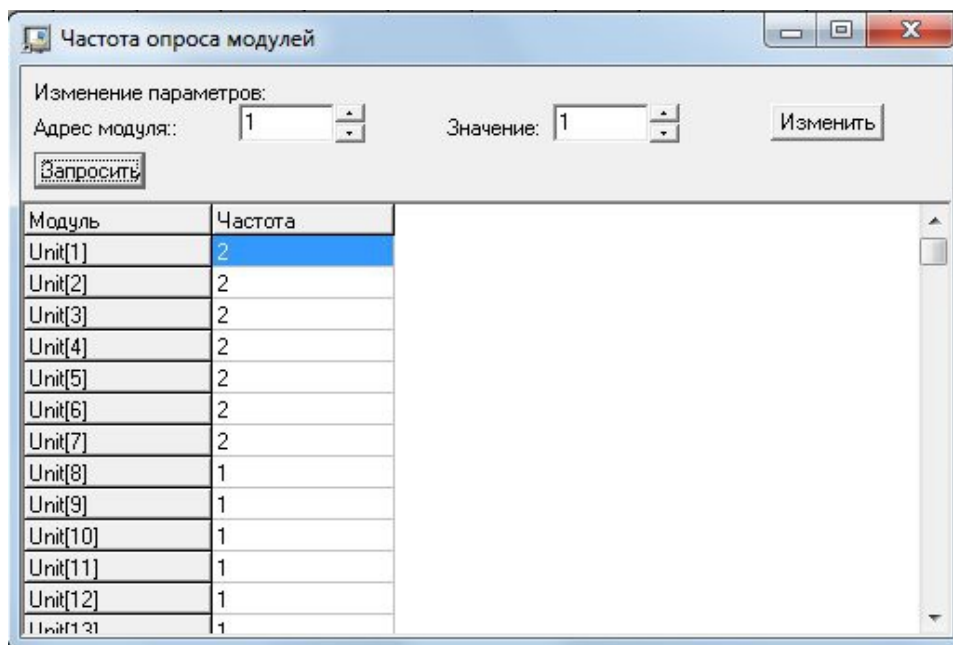 Частота опроса модулей
Изменение параметров:
Адрес модуля:: 1 Значение: 1 Изменить
Запросить
Модуль Частота
Unit[1] 2
Unit[2] 2
Unit[3] 2
Unit[4] 2
Unit[5] 2
Unit[6] 2
Unit[7] 2
Unit[8] 1
Unit[9] 1
Unit[10] 1
Unit[11] 1
Unit[12] 1
Unit[13] 1